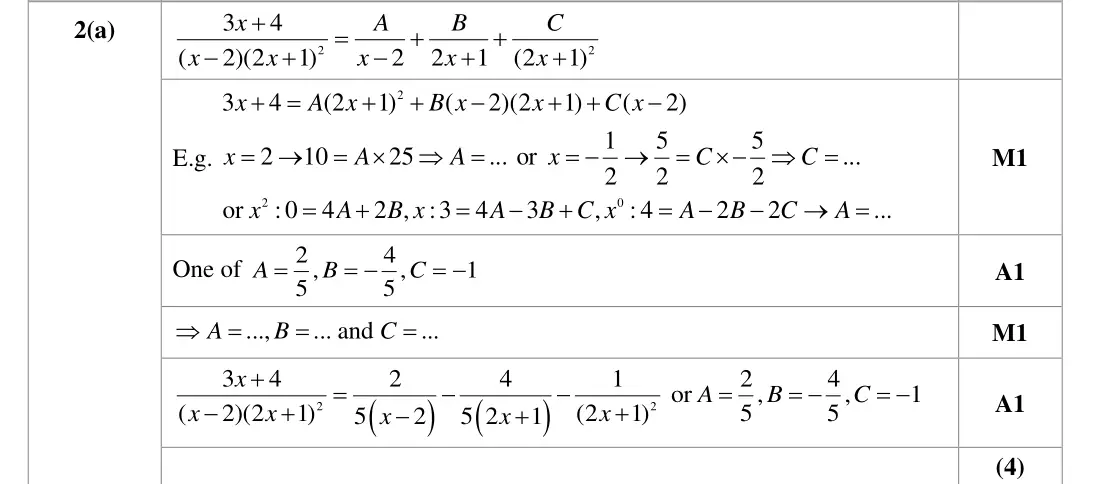 2(a)
(3x + 4)/((x − 2)(2x + 1)²) = A/(x − 2) + B/(2x + 1) + C/(2x + 1)²
3x + 4 = A(2x + 1)² + B(x − 2)(2x + 1) + C(x − 2)
E.g. x = 2 → 10 = A × 25 ⇒ A = ... or x = −1/2 → 5/2 = C × −5/2 ⇒ C = ... M1
or x² : 0 = 4A + 2B, x : 3 = 4A − 3B + C, x⁰ : 4 = A − 2B − 2C → A = ...
One of A = 2/5, B = −4/5, C = −1 A1
⇒ A = ..., B = ... and C = ... M1
(3x + 4)/((x − 2)(2x + 1)²) = 2/(5(x − 2)) − 4/(5(2x + 1)) − 1/(2x + 1)² or A = 2/5, B = −4/5, C = −1 A1
(4)